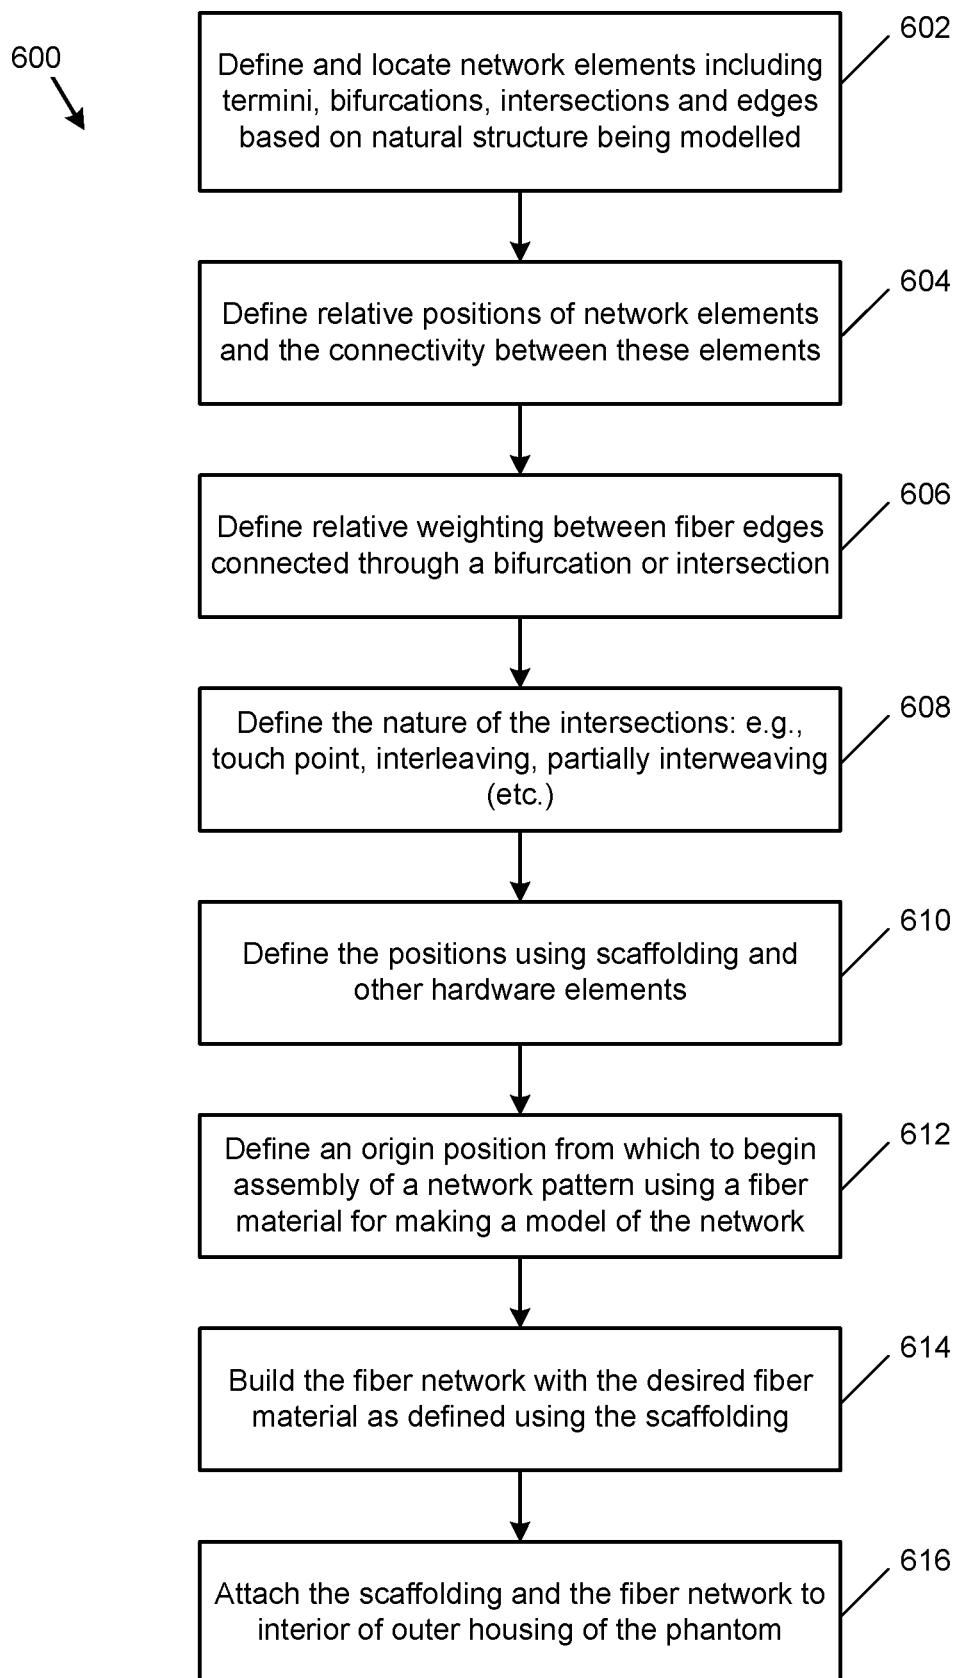 600
602
Define and locate network elements including
termini, bifurcations, intersections and edges
based on natural structure being modelled
604
Define relative positions of network elements
and the connectivity between these elements
606
Define relative weighting between fiber edges
connected through a bifurcation or intersection
608
Define the nature of the intersections: e.g.,
touch point, interleaving, partially interweaving
(etc.)
610
Define the positions using scaffolding and
other hardware elements
612
Define an origin position from which to begin
assembly of a network pattern using a fiber
material for making a model of the network
614
Build the fiber network with the desired fiber
material as defined using the scaffolding
616
Attach the scaffolding and the fiber network to
interior of outer housing of the phantom